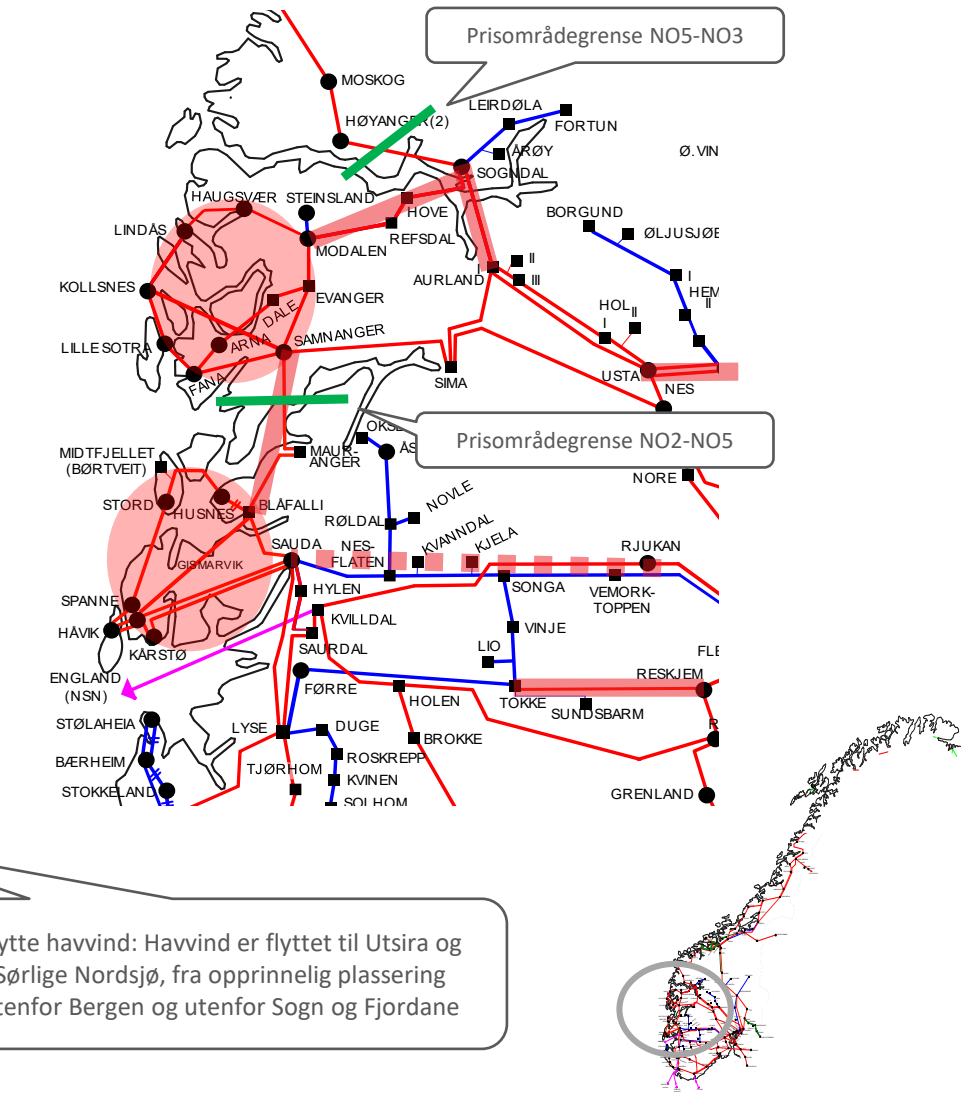 Prisområdegrense NO5-NO3
MOSKOG
LEIRDØLA
HØYANGER(2)
FORTUN
ÅRØY
Ø.VIN
SOGNDAL
HAUGSVÆR
STEINSLAND
HOVE
BORGUND
LINDÅS
REFSDAL
ØLJUSJØE
MODALEN
II
I
AURLAND
III
I
KOLLSNES
EVANGER
HEM
DALE
HOL
II
II
I
LILLE SOTRA
ARNA
SAMNANGER
FANA
SIMA
USTA
NES
OKSL
Prisområdegrense NO2-NO5
MIDTFJELLET
(BØRTVEIT)
MAUR-
ANGER
ÅS
NORE
STORD
HUSNES
BLÅFALLI
NOVLE
RØLDAL
SAUDA
NES-
FLATEN
KVANNDAL
KJELA
RJUKAN
GISMARVIK
SONGA
VEMORK-
TOPPEN
SPANNE
HYLEN
KVILLDAL
HÅVIK
VINJE
KÅRSTØ
SAURDAL
LIO
FLE
ENGLAND
(NSN)
RESKJEM
FØRRE
HOLEN
TOKKE
SUNDSBARM
STØLAHEIA
LYSE
DUGE
BROKKE
R
BÆRHEIM
ROSKREPP
TJØRHOM
KVINEN
STOKKELAND
SOLHOM
GRENLAND
ytte havvind: Havvind er flyttet til Utsira og
Sørlige Nordsjø, fra opprinnelig plassering
tenfor Bergen og utenfor Sogn og Fjordane